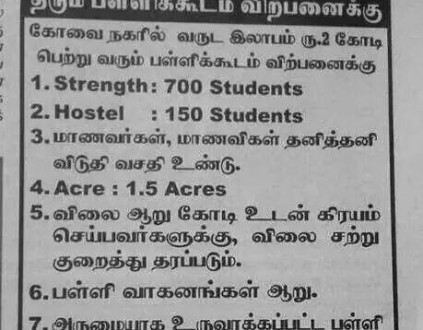 தரும் பள்ளிக்கூடம் விற்பனைக்கு
கோவை நகரில் வருட இலாபம் ரு.2 கோடி
பெற்று வரும் பள்ளிக்கூடம் விற்பனைக்கு
1. Strength: 700 Students
2. Hostel : 150 Students
3. மாணவர்கள், மாணவிகள் தனித்தனி
விடுதி வசதி உண்டு.
4. Acre : 1.5 Acres
5. விலை ஆறு கோடி உடன் கிரயம்
செய்பவர்களுக்கு, விலை சற்று
குறைத்து தரப்படும்.
6. பள்ளி வாகனங்கள் ஆறு.
7. அருமையாக உருவாக்கப்பட்ட பள்ளி